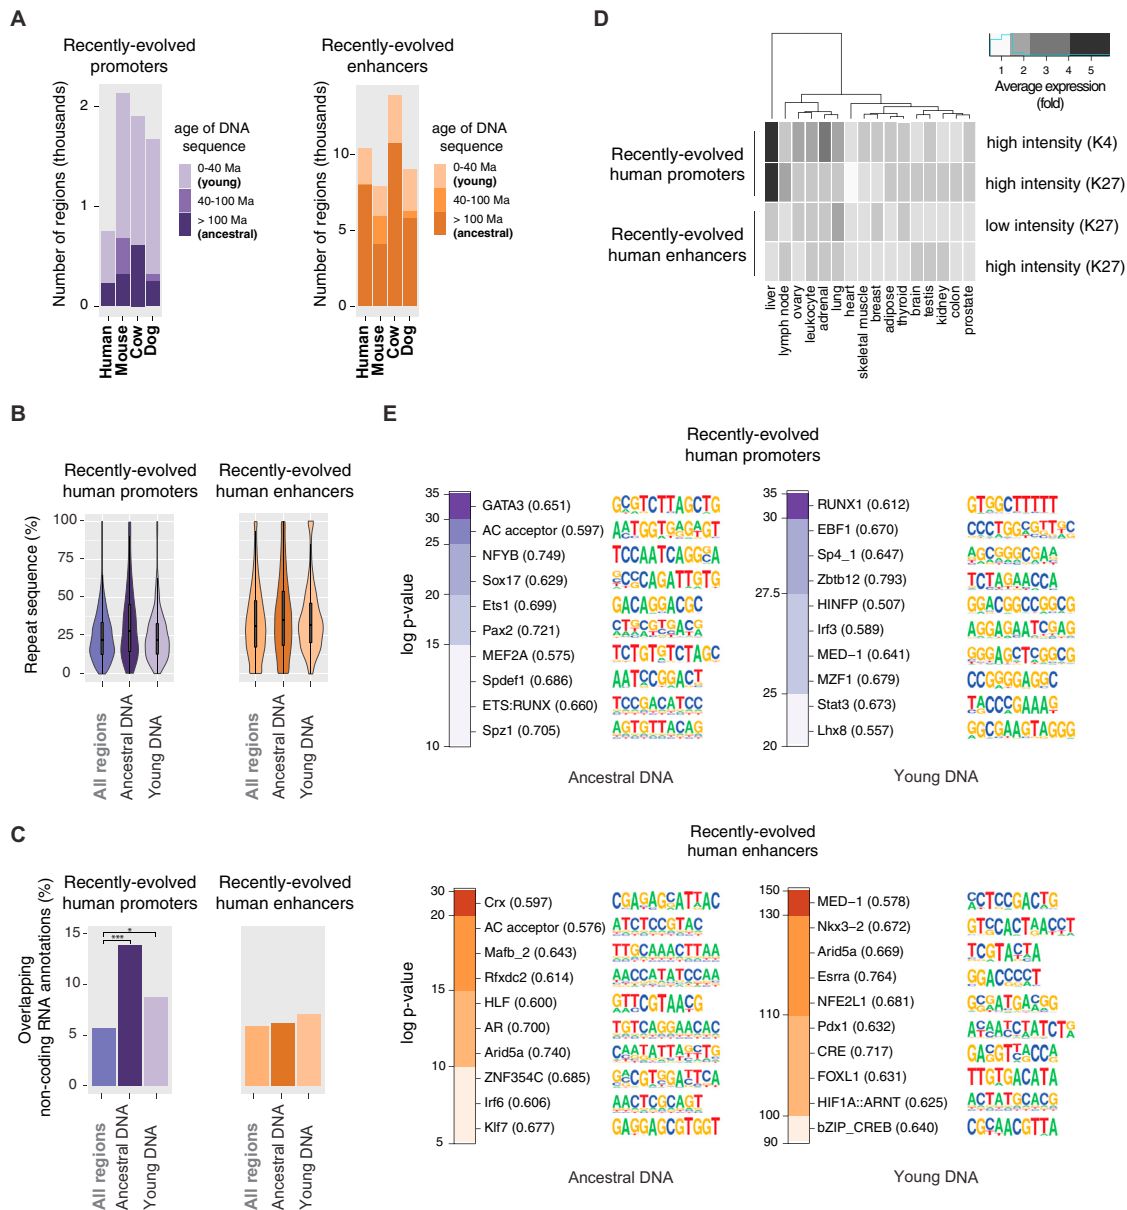 A
Recently-evolved
promoters
Number of regions (thousands)
2
1
0
Human
Mouse
Cow
Dog
age of DNA
sequence
0-40 Ma
(young)
40-100 Ma
> 100 Ma
(ancestral)
Recently-evolved
enhancers
Number of regions (thousands)
10
5
0
Human
Mouse
Cow
Dog
age of DNA
sequence
0-40 Ma
(young)
40-100 Ma
> 100 Ma
(ancestral)
B
Recently-evolved
human promoters
Recently-evolved
human enhancers
Repeat sequence (%)
100
75
50
25
0
All regions
Ancestral DNA
Young DNA
All regions
Ancestral DNA
Young DNA
C
Recently-evolved
human promoters
Recently-evolved
human enhancers
Overlapping
non-coding RNA annotations (%)
15
10
5
0
***
*
All regions
Ancestral DNA
Young DNA
All regions
Ancestral DNA
Young DNA
D
1 2 3 4 5
Average expression
(fold)
Recently-evolved
human promoters
Recently-evolved
human enhancers
high intensity (K4)
high intensity (K27)
low intensity (K27)
high intensity (K27)
liver
lymph node
ovary
leukocyte
adrenal
lung
heart
skeletal muscle
breast
adipose
thyroid
brain
testis
kidney
colon
prostate
E
Recently-evolved
human promoters
log p-value
35
30
25
20
15
10
GATA3 (0.651)
AC acceptor (0.597)
NFYB (0.749)
Sox17 (0.629)
Ets1 (0.699)
Pax2 (0.721)
MEF2A (0.575)
Spdef1 (0.686)
ETS:RUNX (0.660)
Spz1 (0.705)
Ancestral DNA
35
30
27.5
25
20
RUNX1 (0.612)
EBF1 (0.670)
Sp4_1 (0.647)
Zbtb12 (0.793)
HINFP (0.507)
Irf3 (0.589)
MED-1 (0.641)
MZF1 (0.679)
Stat3 (0.673)
Lhx8 (0.557)
Young DNA
Recently-evolved
human enhancers
log p-value
30
20
15
10
5
Crx (0.597)
AC acceptor (0.576)
Mafb_2 (0.643)
Rfxdc2 (0.614)
HLF (0.600)
AR (0.700)
Arid5a (0.740)
ZNF354C (0.685)
Irf6 (0.606)
Klf7 (0.677)
Ancestral DNA
150
130
110
100
90
MED-1 (0.578)
Nkx3-2 (0.672)
Arid5a (0.669)
Esrra (0.764)
NFE2L1 (0.681)
Pdx1 (0.632)
CRE (0.717)
FOXL1 (0.631)
HIF1A::ARNT (0.625)
bZIP_CREB (0.640)
Young DNA